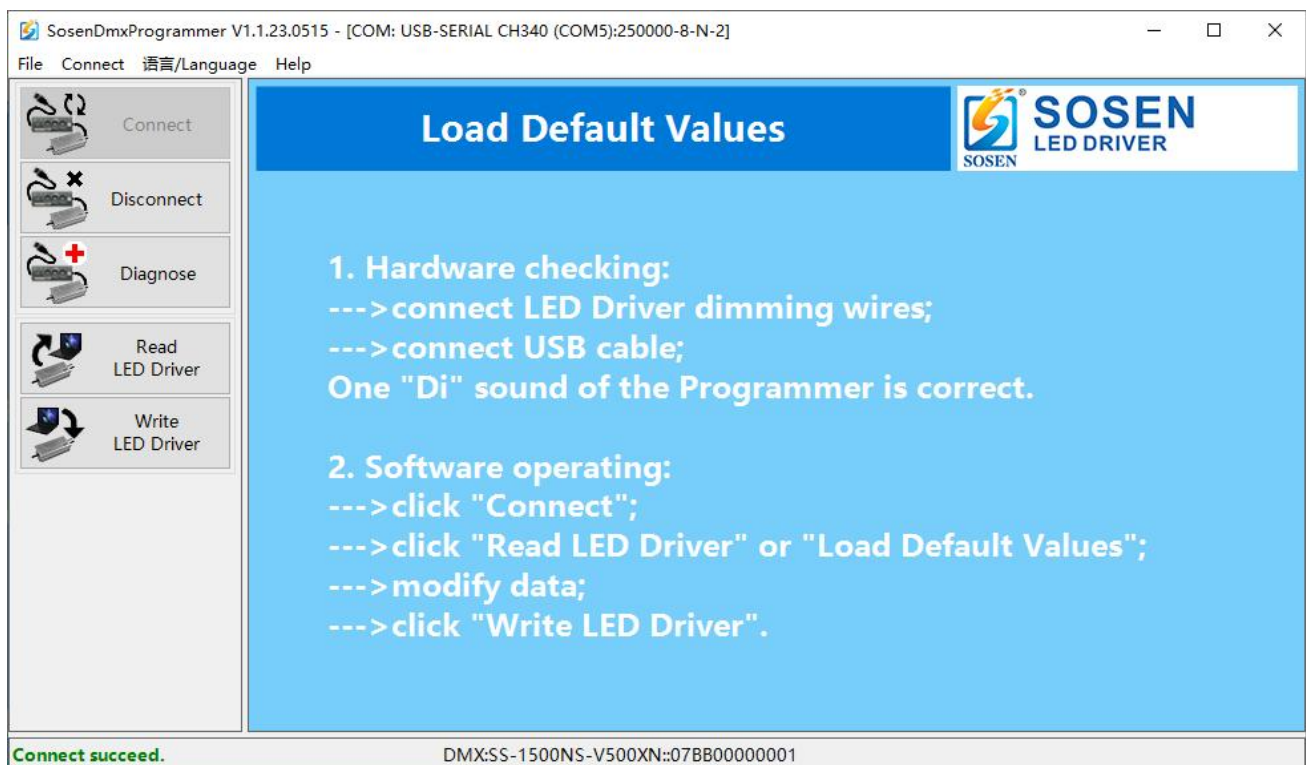 SosenDmxProgrammer V1.1.23.0515 - [COM: USB-SERIAL CH340 (COM5):250000-8-N-2]
File Connect 语言/Language Help
Connect
Disconnect
Diagnose
Read
LED Driver
Write
LED Driver
Load Default Values
SOSEN
®
SOSEN
LED DRIVER
1. Hardware checking:
--->connect LED Driver dimming wires;
--->connect USB cable;
One "Di" sound of the Programmer is correct.
2. Software operating:
--->click "Connect";
--->click "Read LED Driver" or "Load Default Values";
--->modify data;
--->click "Write LED Driver".
Connect succeed.
DMX:SS-1500NS-V500XN::07BB00000001